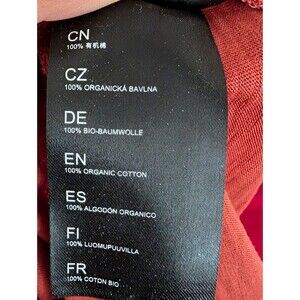 CN
100% 有机棉
CZ
100% ORGANICKÁ BAVLNA
DE
100% BIO-BAUMWOLLE
EN
100% ORGANIC COTTON
ES
100% ALGODÓN ORGANICO
FI
100% LUOMUPUUVILLA
FR
100% COTON BIO